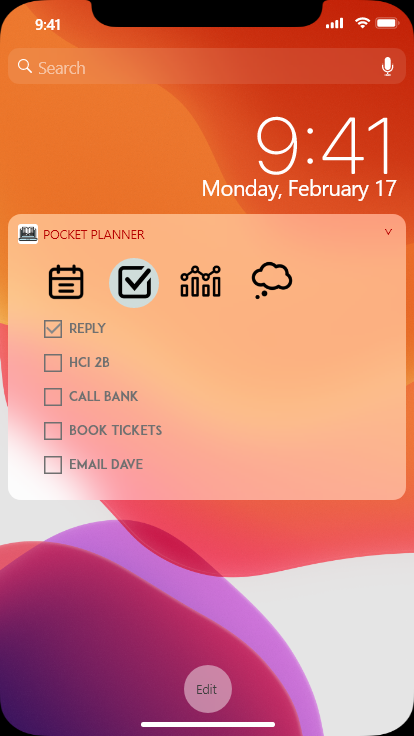 9:41
Search
9:41
Monday, February 17
POCKET PLANNER
REPLY
HCI 2B
CALL BANK
BOOK TICKETS
EMAIL DAVE
Edit